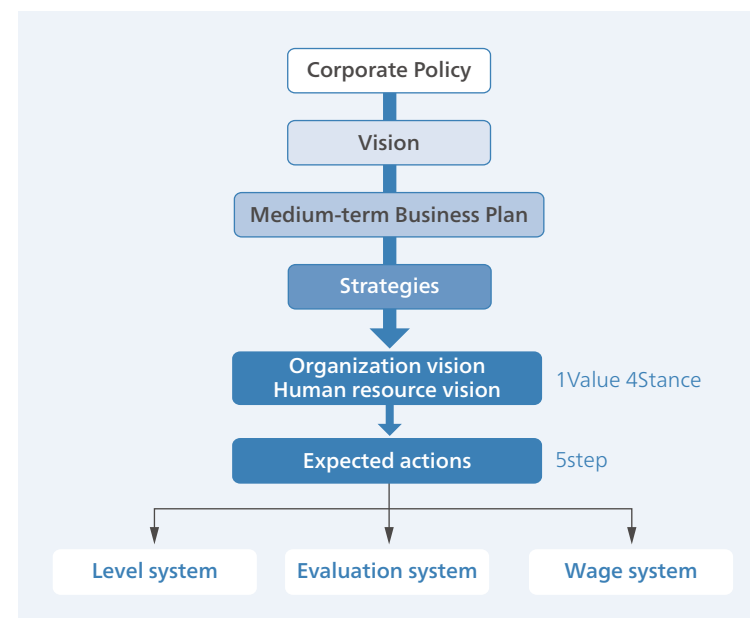 Corporate Policy
Vision
Medium-term Business Plan
Strategies
Organization vision
Human resource vision
1Value 4Stance
Expected actions
5step
Level system
Evaluation system
Wage system